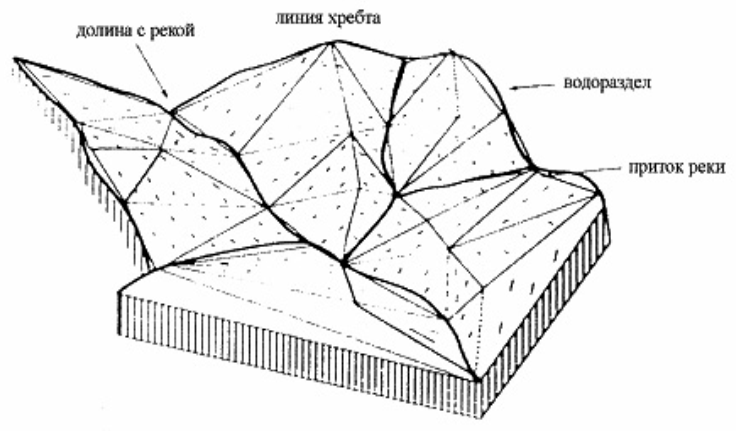 линия хребта
долина с рекой
водораздел
приток реки